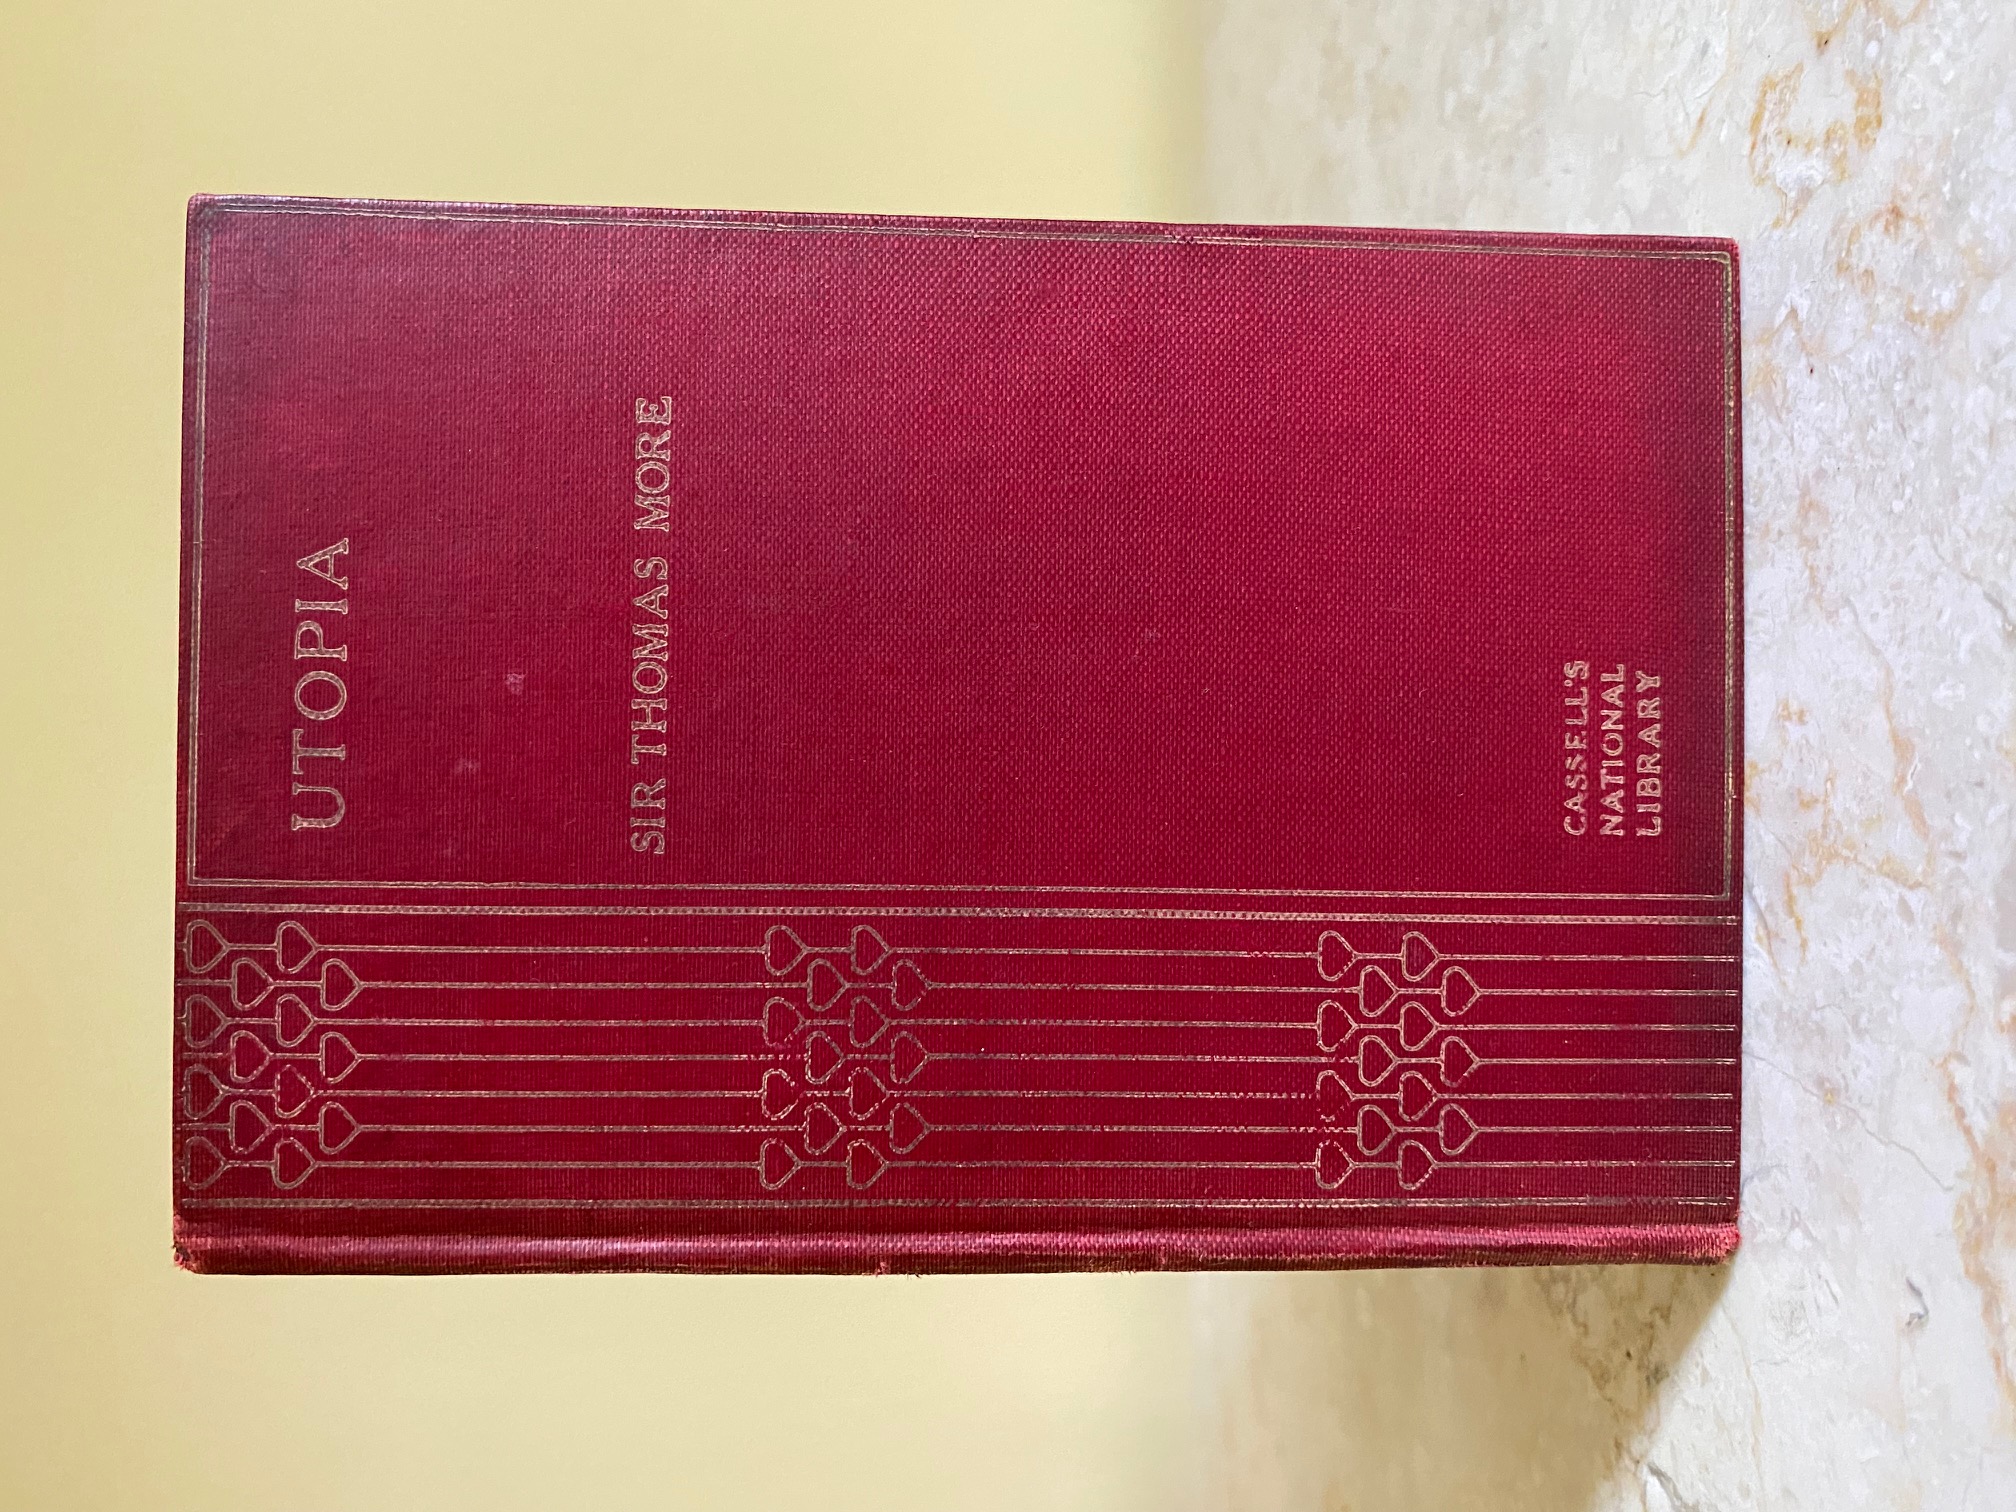 UTOPIA
SIR THOMAS MORE
CASSELL'S
NATIONAL
LIBRARY